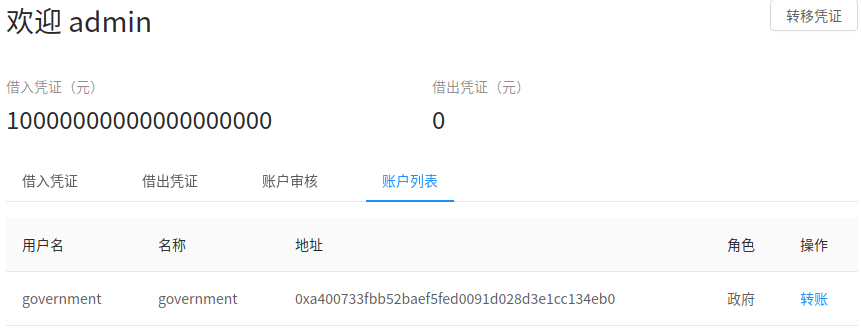 欢迎 admin 转移凭证
借入凭证（元） 借出凭证（元）
10000000000000000000 0
借入凭证 借出凭证 账户审核 账户列表
用户名 名称 地址 角色 操作
government government 0xa400733fbb52baef5fed0091d028d3e1cc134eb0 政府 转账